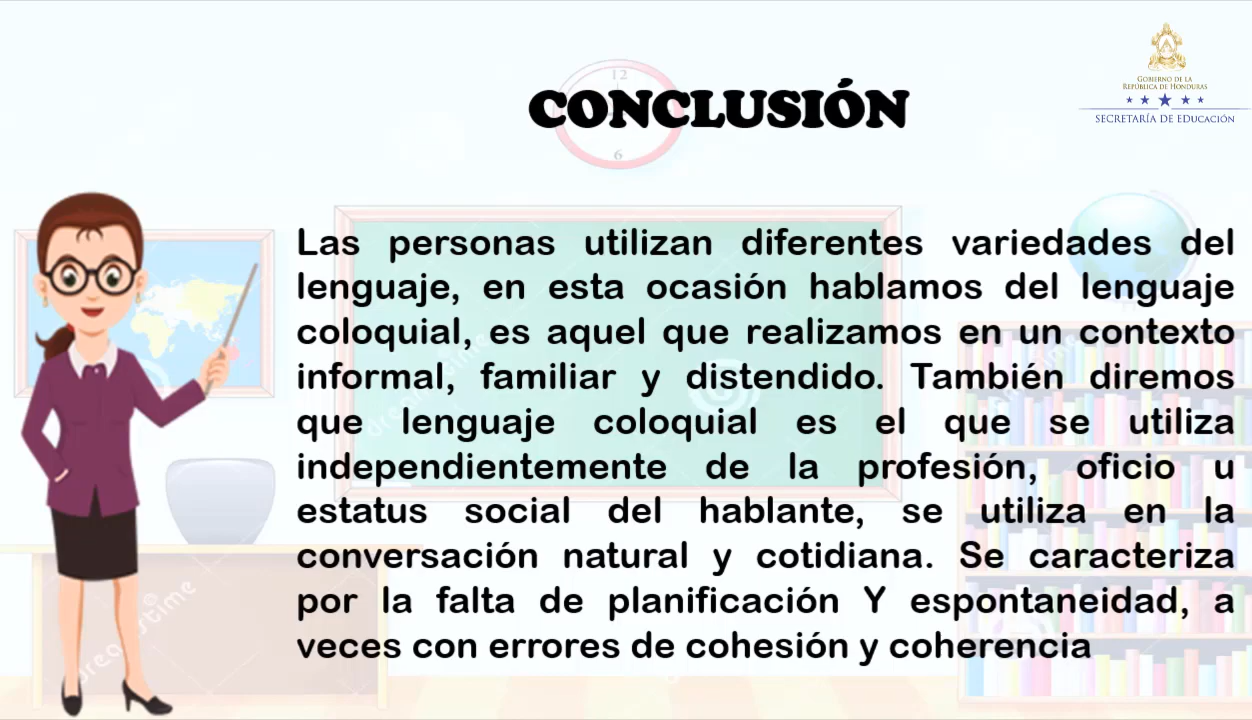 CONCLUSIÓN
GOBIERNO DE LA
REPÚBLICA DE HONDURAS
SECRETARÍA DE EDUCACIÓN
12
6
Las personas utilizan diferentes variedades del
lenguaje, en esta ocasión hablamos del lenguaje
coloquial, es aquel que realizamos en un contexto
informal, familiar y distendido. También diremos
que lenguaje coloquial es el que se utiliza
independientemente de la profesión, oficio u
estatus social del hablante, se utiliza en la
conversación natural y cotidiana. Se caracteriza
por la falta de planificación Y espontaneidad, a
veces con errores de cohesión y coherencia